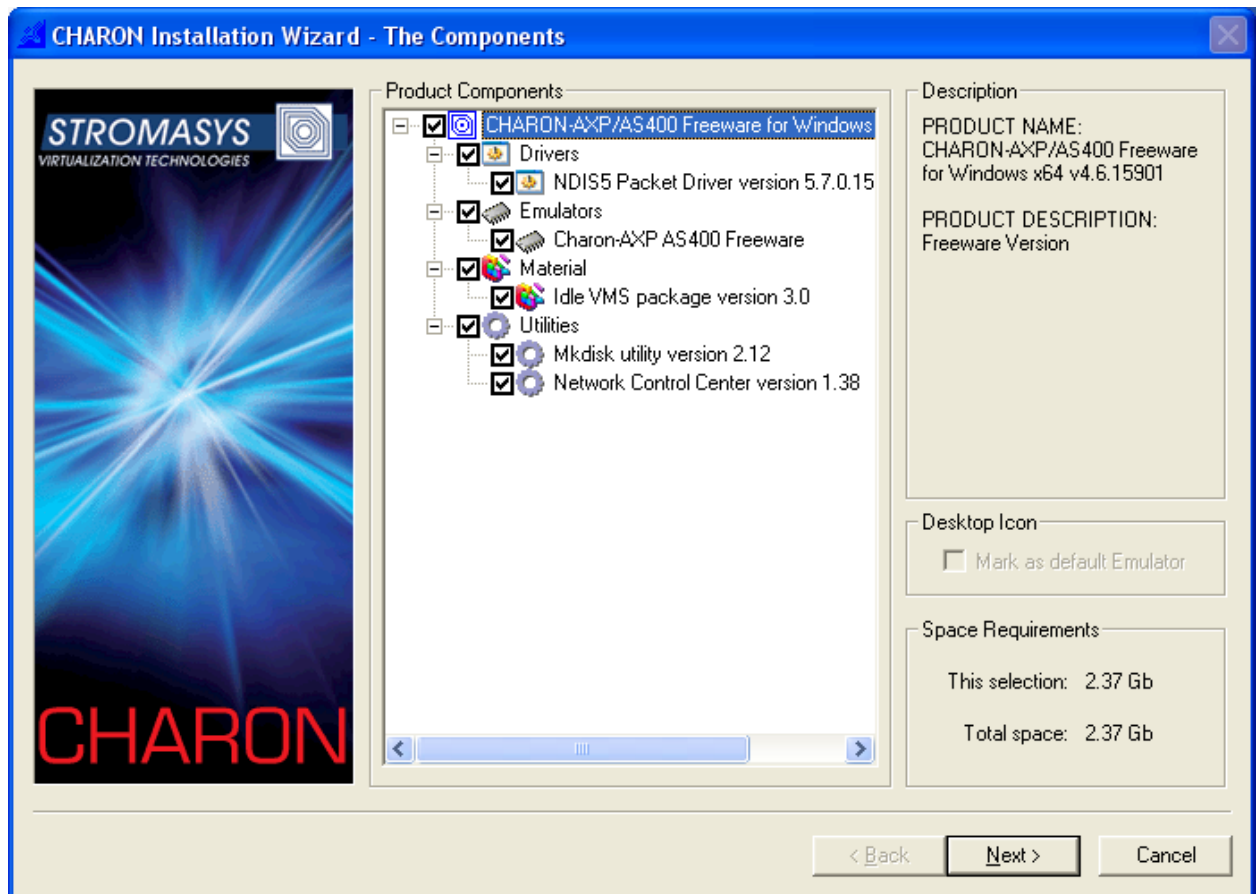 CHARON Installation Wizard - The Components
STROMASYS
VIRTUALIZATION TECHNOLOGIES
CHARON
Product Components
CHARON-AXP/AS400 Freeware for Windows
Drivers
NDIS5 Packet Driver version 5.7.0.15
Emulators
Charon-AXP AS400 Freeware
Material
Idle VMS package version 3.0
Utilities
Mkdisk utility version 2.12
Network Control Center version 1.38
Description
PRODUCT NAME:
CHARON-AXP/AS400 Freeware
for Windows x64 v4.6.15901
PRODUCT DESCRIPTION:
Freeware Version
Desktop Icon
Mark as default Emulator
Space Requirements
This selection: 2.37 Gb
Total space: 2.37 Gb
< Back
Next >
Cancel